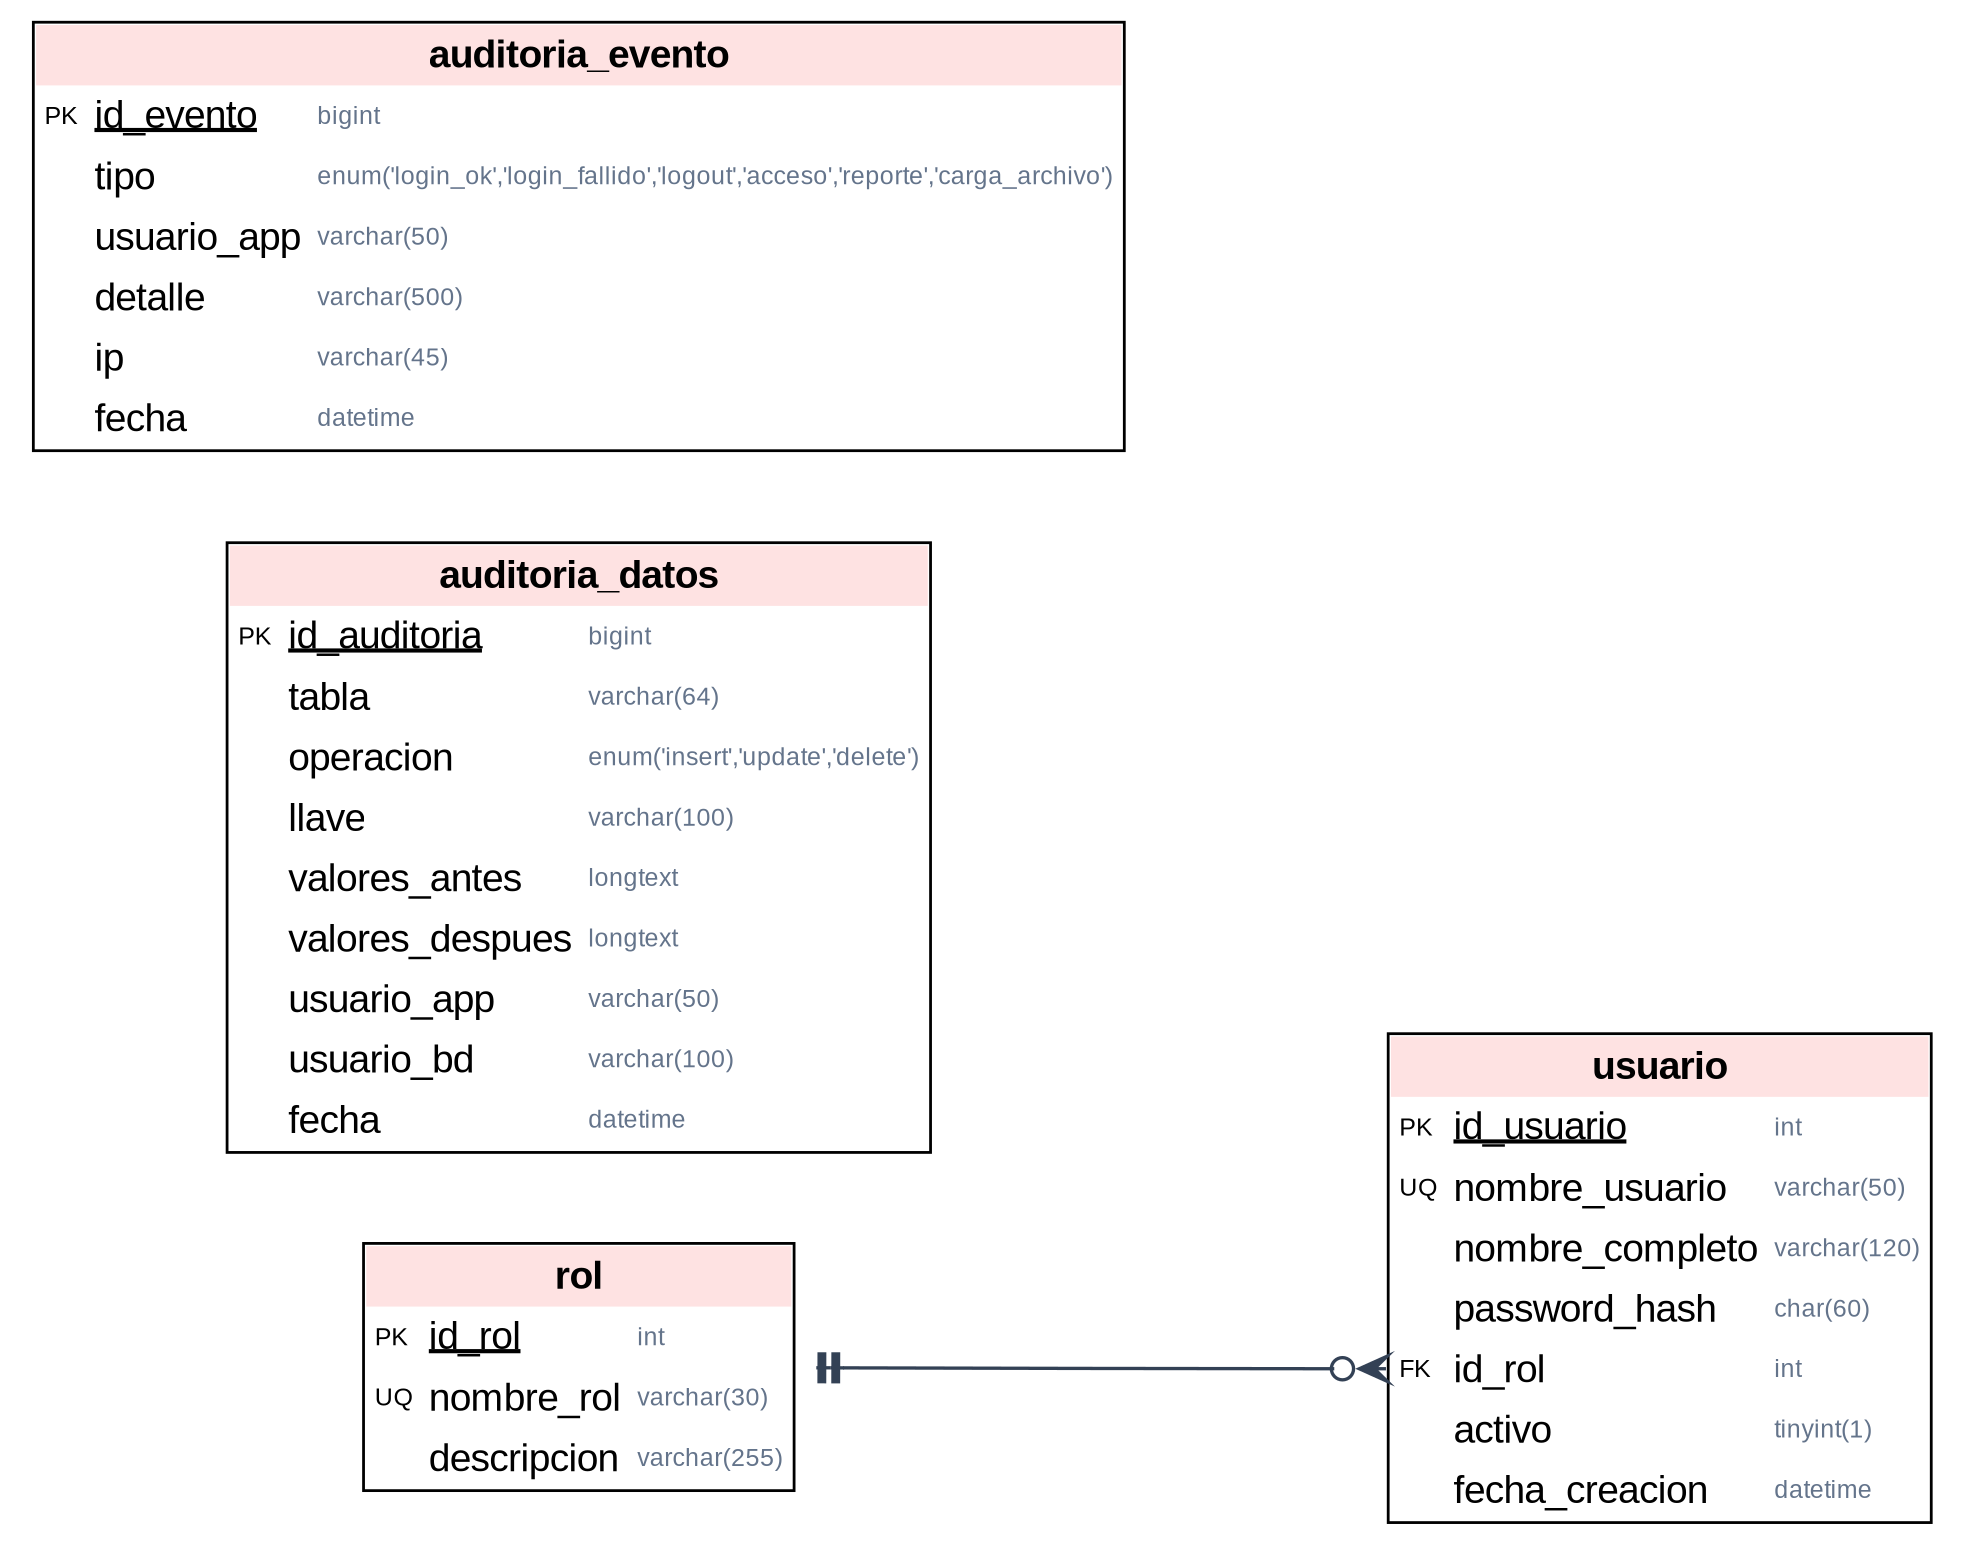 auditoria_evento
PK id_evento bigint
tipo enum('login_ok','login_fallido','logout','acceso','reporte','carga_archivo')
usuario_app varchar(50)
detalle varchar(500)
ip varchar(45)
fecha datetime
auditoria_datos
PK id_auditoria bigint
tabla varchar(64)
operacion enum('insert','update','delete')
llave varchar(100)
valores_antes longtext
valores_despues longtext
usuario_app varchar(50)
usuario_bd varchar(100)
fecha datetime
rol
PK id_rol int
UQ nombre_rol varchar(30)
descripcion varchar(255)
usuario
PK id_usuario int
UQ nombre_usuario varchar(50)
nombre_completo varchar(120)
password_hash char(60)
FK id_rol int
activo tinyint(1)
fecha_creacion datetime